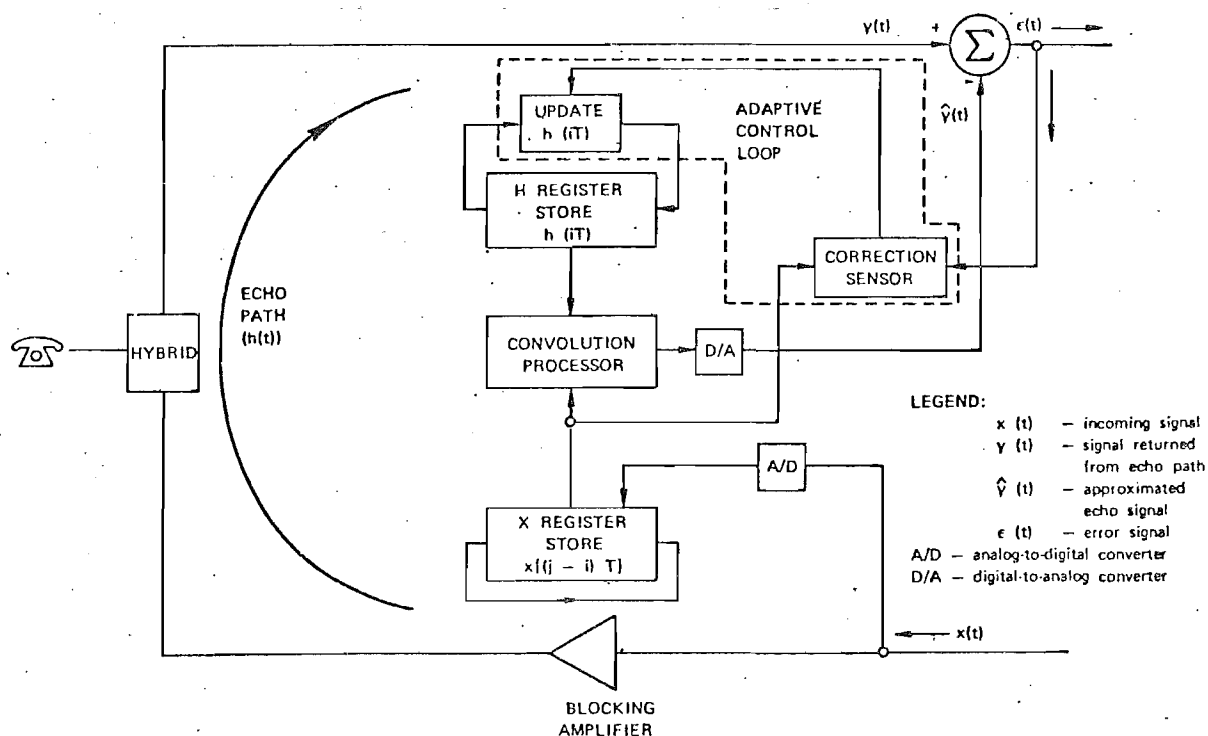 y(t)
+
ϵ(t)
Σ
-
ŷ(t)
UPDATE
h (iT)
ADAPTIVE
CONTROL
LOOP
H REGISTER
STORE
h (iT)
CORRECTION
SENSOR
ECHO
PATH
(h(t))
HYBRID
CONVOLUTION
PROCESSOR
D/A
LEGEND:
x (t) – incoming signal
y (t) – signal returned
from echo path
ŷ (t) – approximated
echo signal
ϵ (t) – error signal
A/D – analog-to-digital converter
D/A – digital-to-analog converter
A/D
X REGISTER
STORE
x[(j – i) T]
x(t)
BLOCKING
AMPLIFIER